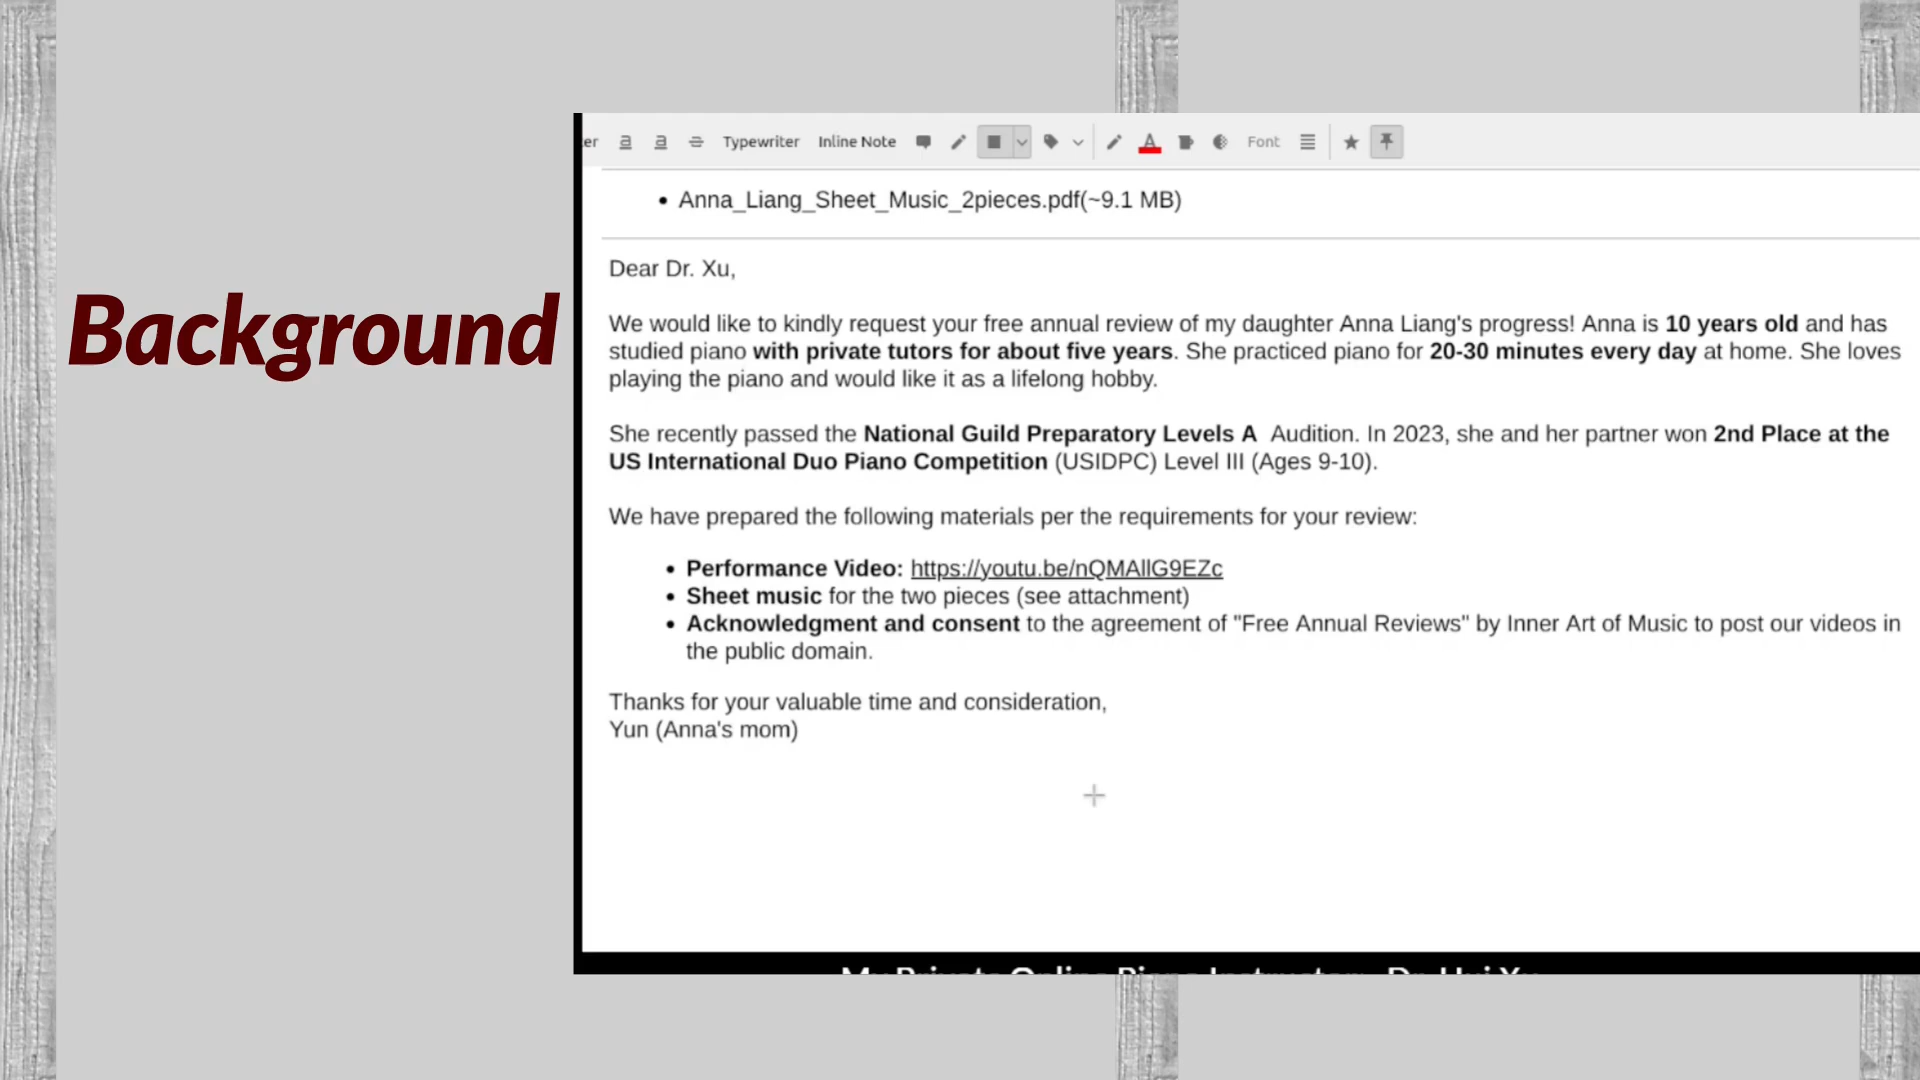 Background
er a a S Typewriter Inline Note A Font
• Anna_Liang_Sheet_Music_2pieces.pdf(~9.1 MB)
Dear Dr. Xu,
We would like to kindly request your free annual review of my daughter Anna Liang's progress! Anna is 10 years old and has
studied piano with private tutors for about five years. She practiced piano for 20-30 minutes every day at home. She loves
playing the piano and would like it as a lifelong hobby.
She recently passed the National Guild Preparatory Levels A Audition. In 2023, she and her partner won 2nd Place at the
US International Duo Piano Competition (USIDPC) Level III (Ages 9-10).
We have prepared the following materials per the requirements for your review:
• Performance Video: https://youtu.be/nQMAllG9EZc
• Sheet music for the two pieces (see attachment)
• Acknowledgment and consent to the agreement of "Free Annual Reviews" by Inner Art of Music to post our videos in
the public domain.
Thanks for your valuable time and consideration,
Yun (Anna's mom)
My Private Online Piano Instructor: Dr. Hui Xu